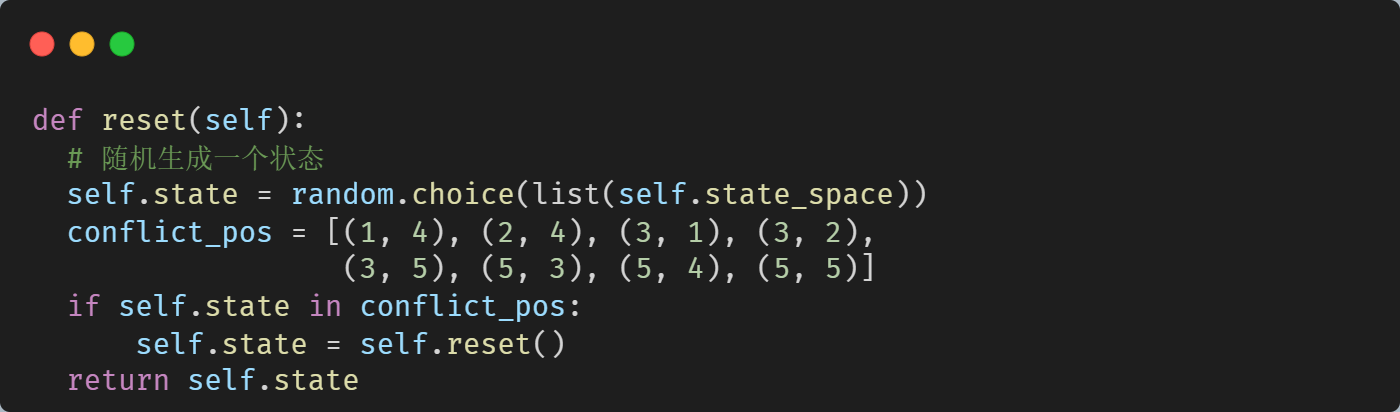 def reset(self):
  # 随机生成一个状态
  self.state = random.choice(list(self.state_space))
  conflict_pos = [(1, 4), (2, 4), (3, 1), (3, 2),
                  (3, 5), (5, 3), (5, 4), (5, 5)]
  if self.state in conflict_pos:
      self.state = self.reset()
  return self.state